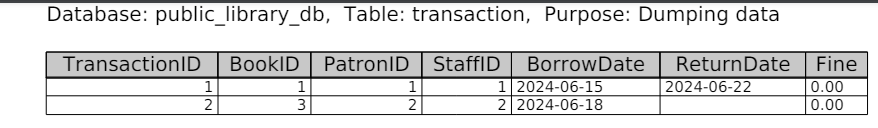 Database: public_library_db, Table: transaction, Purpose: Dumping data
TransactionID BookID PatronID StaffID BorrowDate ReturnDate Fine
1 1 1 1 2024-06-15 2024-06-22 0.00
2 3 2 2 2024-06-18 0.00